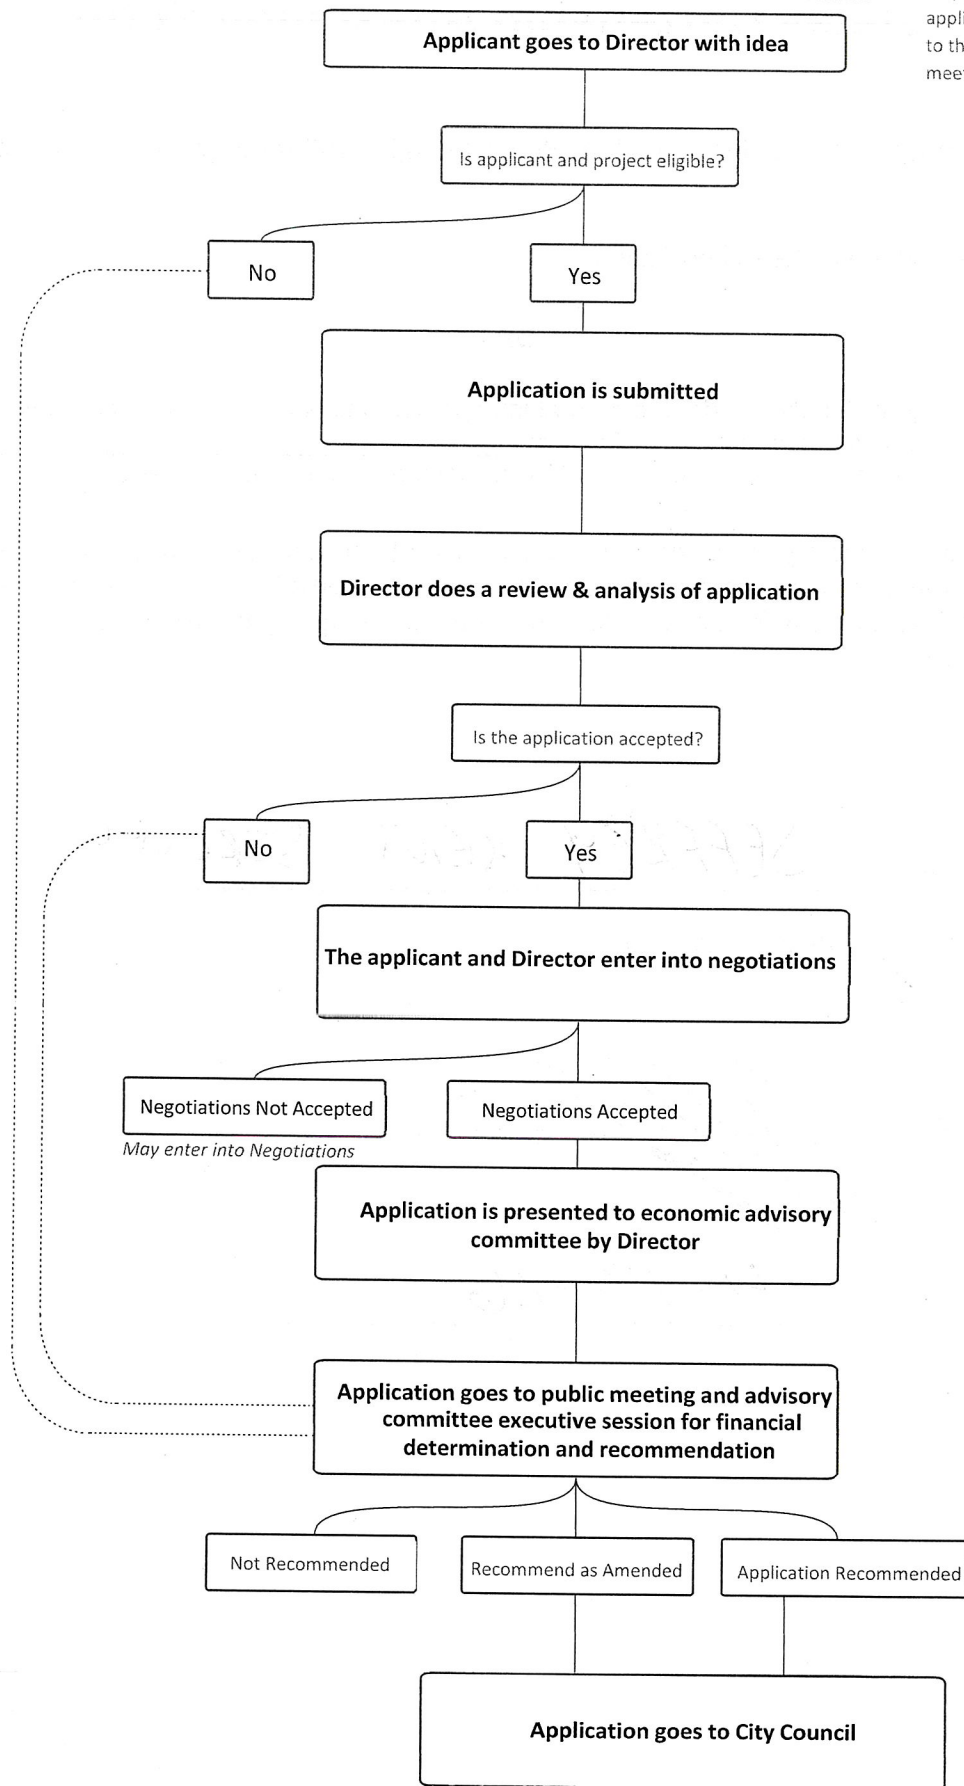 Applicant goes to Director with idea
to th
Is applicant and project eligible?
No
Yes
Application is submitted
Director does a review & analysis of application
Is the application accepted?
No
Yes
The applicant and Director enter into negotiations
Negotiations Not Accepted
Negotiations Accepted
May enter into Negotiations
Application is presented to economic advisory
committee by Director
Application goes to public meeting and advisory
committee executive session for financial
determination and recommendation
Not Recommended
Recommend as Amended
Application Recommended
Application goes to City Council